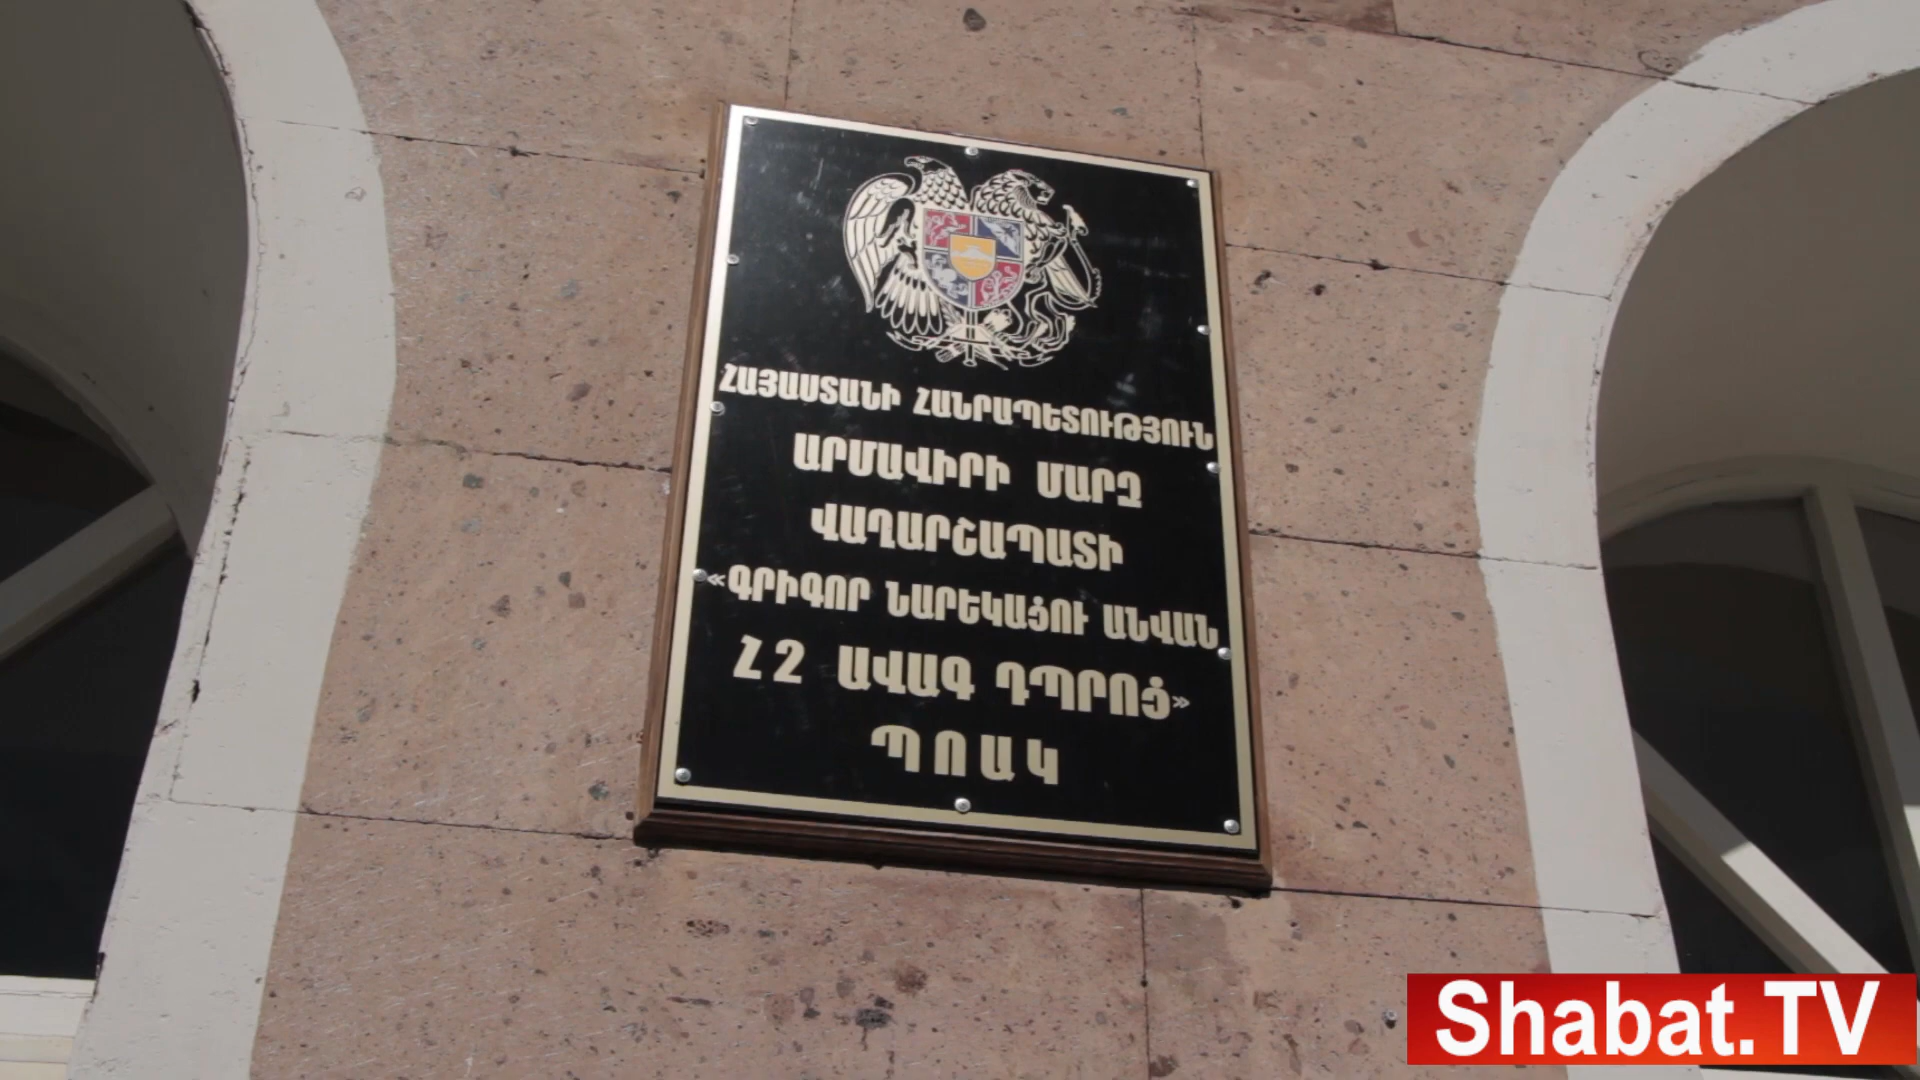 ՀԱՅԱՍՏԱՆԻ ՀԱՆՐԱՊԵՏՈՒԹՅՈՒՆ
ԱՐՄԱՎԻՐԻ ՄԱՐԶ
ՎԱՂԱՐՇԱՊԱՏԻ
«ԳՐԻԳՈՐ ՆԱՐԵԿԱՑՈՒ ԱՆՎԱՆ
Հ2 ԱՎԱԳ ԴՊՐՈՑ»
ՊՈԱԿ
Shabat.TV